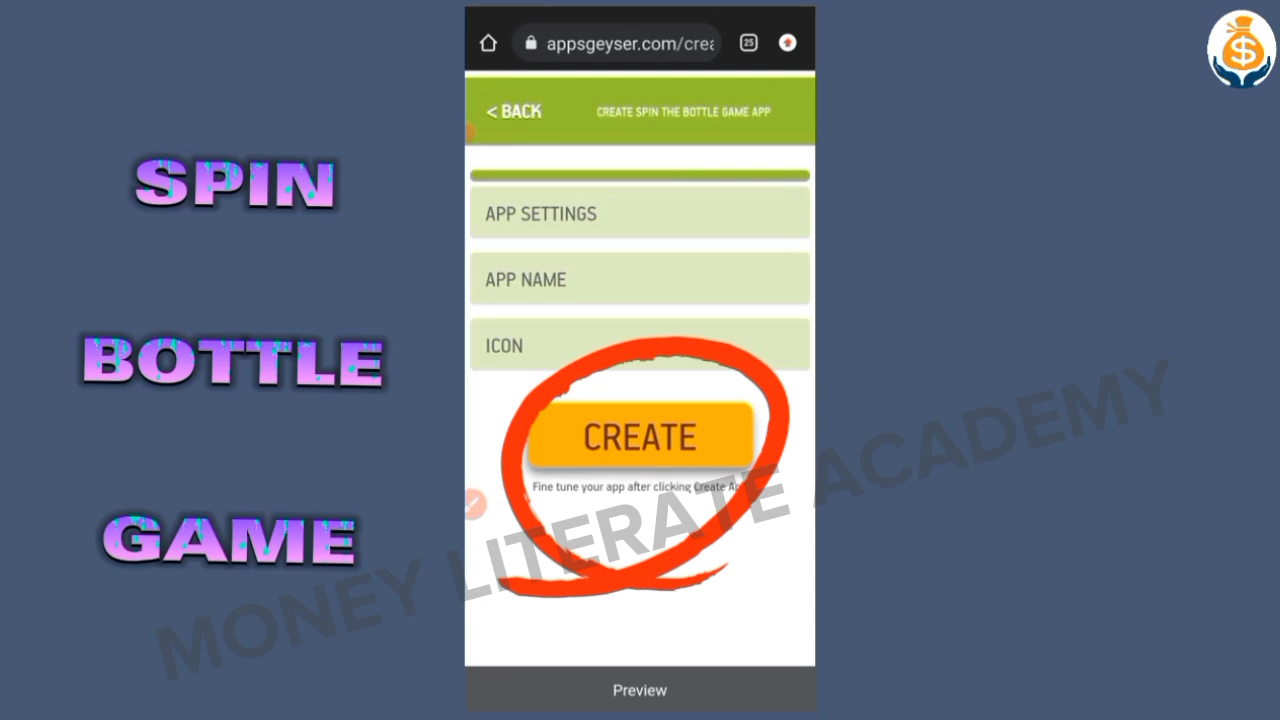 SPIN
BOTTLE
GAME
25
appsgeyser.com/crea
< BACK
CREATE SPIN THE BOTTLE GAME APP
APP SETTINGS
APP NAME
ICON
CREATE
Fine tune your app after clicking Create Ap
Preview
MONEY LITERATE ACADEMY
$